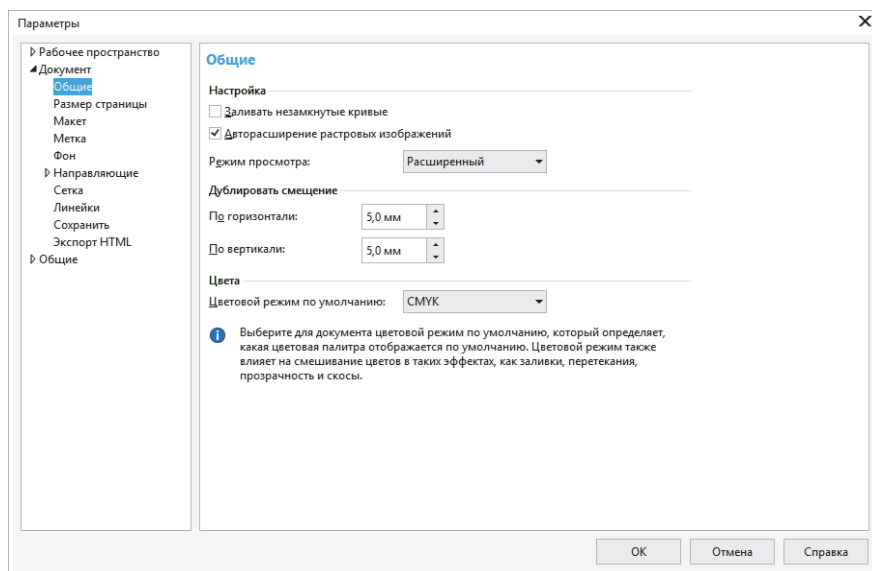 Параметры
Рабочее пространство
Документ
Общие
Размер страницы
Макет
Метка
Фон
Направляющие
Сетка
Линейки
Сохранить
Экспорт HTML
Общие
Общие
Настройка
Заливать незамкнутые кривые
Авторасширение растровых изображений
Режим просмотра: Расширенный
Дублировать смещение
По горизонтали: 5,0 мм
По вертикали: 5,0 мм
Цвета
Цветовой режим по умолчанию: CMYK
Выберите для документа цветовой режим по умолчанию, который определяет,
какая цветовая палитра отображается по умолчанию. Цветовой режим также
влияет на смешивание цветов в таких эффектах, как заливки, перетекания,
прозрачность и скосы.
ОК Отмена Справка